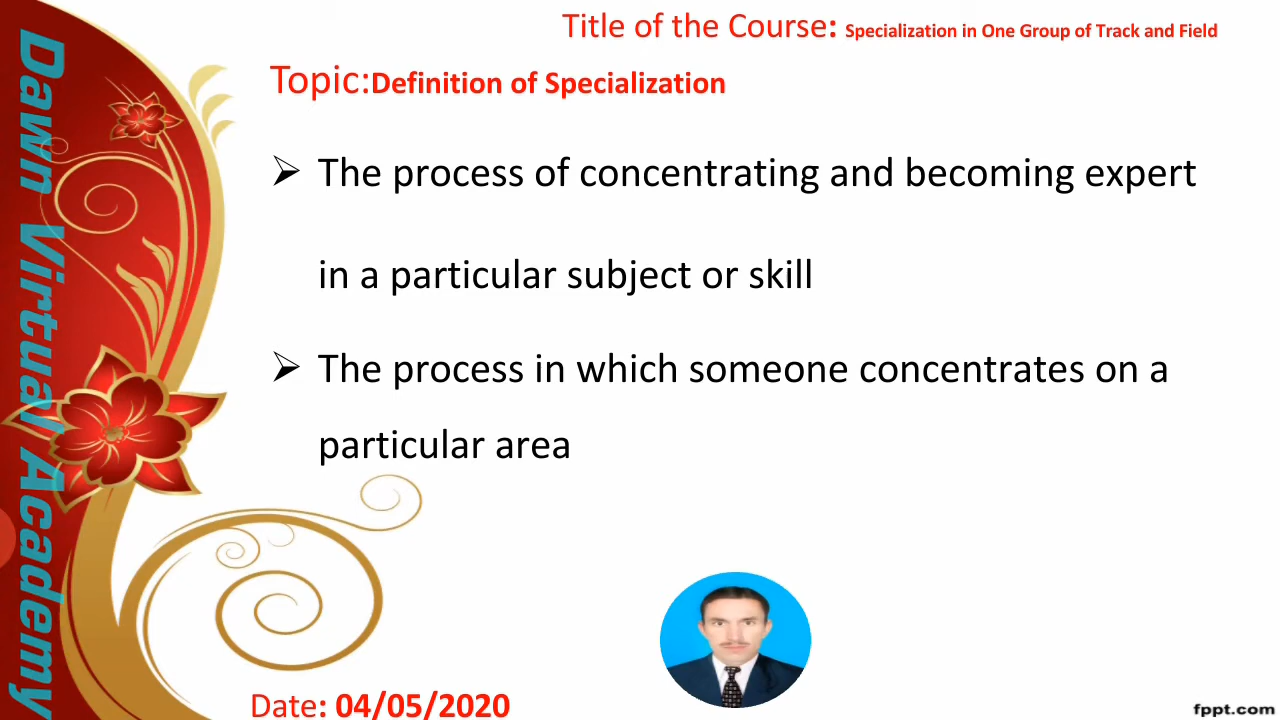 Title of the Course: Specialization in One Group of Track and Field
Topic:Definition of Specialization
➢ The process of concentrating and becoming expert
in a particular subject or skill
➢ The process in which someone concentrates on a
particular area
Date: 04/05/2020
Dawn Virtual Academy
fppt.com